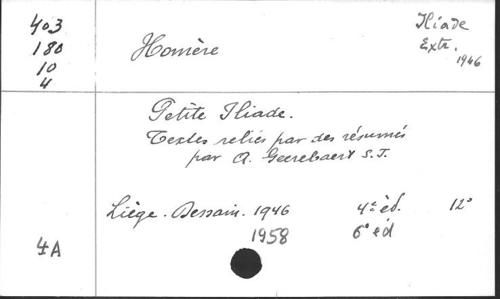 403
180
10
4
Homère
Iliade
Extr.
1946
Petite Iliade.
Textes reliés par des résumés
par A. Geerebaert S.J.
Liège. Dessain. 1946 4e éd. 12°
1958 6e éd
4A